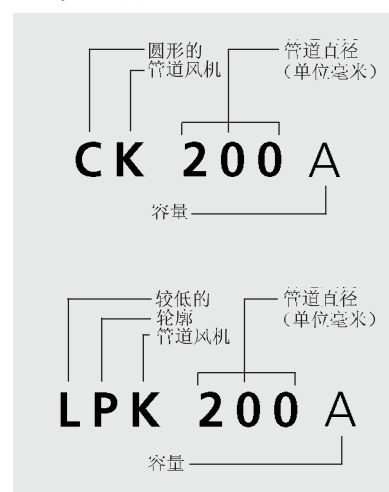 圆形的 管道直径
管道风机 （单位毫米）
CK 200 A
容量
较低的 管道直径
轮廓 （单位毫米）
管道风机
LPK 200 A
容量